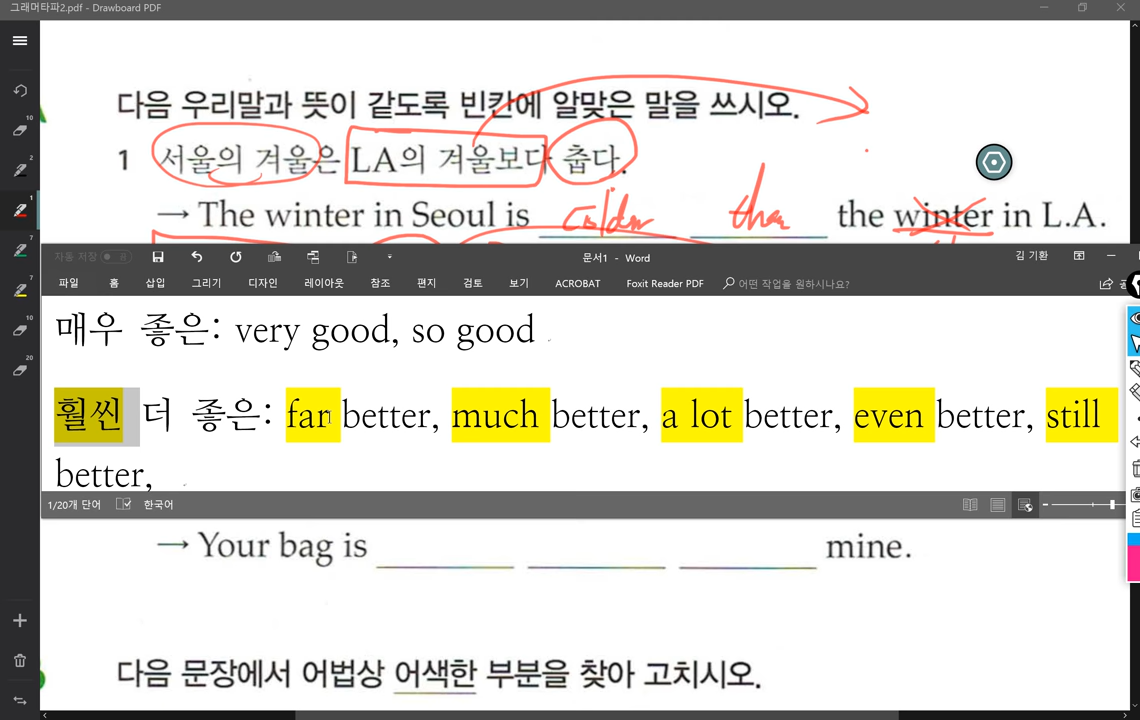 그래머타파2.pdf - Drawboard PDF
다음 우리말과 뜻이 같도록 빈칸에 알맞은 말을 쓰시오.
1 서울의 겨울은 LA의 겨울보다 춥다.
→ The winter in Seoul is colder than the winter in L.A.
자동 저장 문서1 - Word 김 기환
파일 홈 삽입 그리기 디자인 레이아웃 참조 편지 검토 보기 ACROBAT Foxit Reader PDF 어떤 작업을 원하시나요?
매우 좋은: very good, so good
훨씬 더 좋은: far better, much better, a lot better, even better, still
better,
1/20개 단어 한국어
→ Your bag is mine.
다음 문장에서 어법상 어색한 부분을 찾아 고치시오.
10
2
1
7
7
10
20